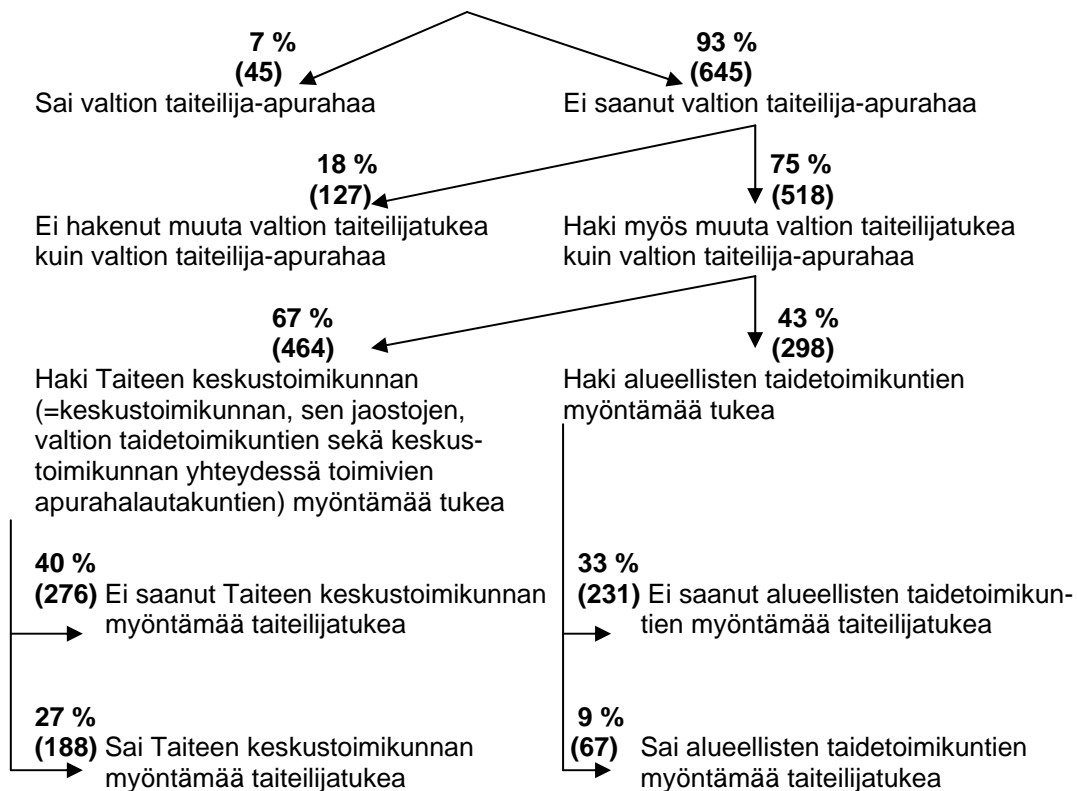 7 %
(45)
Sai valtion taiteilija-apurahaa
93 %
(645)
Ei saanut valtion taiteilija-apurahaa
18 %
(127)
Ei hakenut muuta valtion taiteilijatukea
kuin valtion taiteilija-apurahaa
75 %
(518)
Haki myös muuta valtion taiteilijatukea
kuin valtion taiteilija-apurahaa
67 %
(464)
Haki Taiteen keskustoimikunnan
(=keskustoimikunnan, sen jaostojen,
valtion taidetoimikuntien sekä keskus-
toimikunnan yhteydessä toimivien
apurahalautakuntien) myöntämää tukea
43 %
(298)
Haki alueellisten taidetoimikuntien
myöntämää tukea
40 %
(276) Ei saanut Taiteen keskustoimikunnan
myöntämää taiteilijatukea
33 %
(231) Ei saanut alueellisten taidetoimikun-
tien myöntämää taiteilijatukea
27 %
(188) Sai Taiteen keskustoimikunnan
myöntämää taiteilijatukea
9 %
(67) Sai alueellisten taidetoimikuntien
myöntämää taiteilijatukea